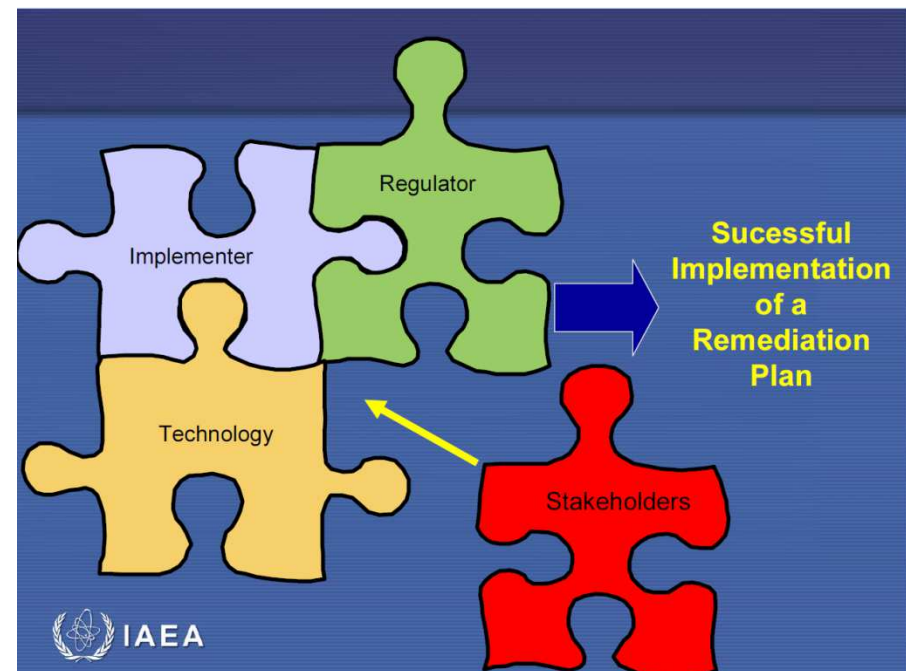 Regulator
Implementer
Sucessful
Implementation
of a
Remediation
Plan
Technology
Stakeholders
IAEA